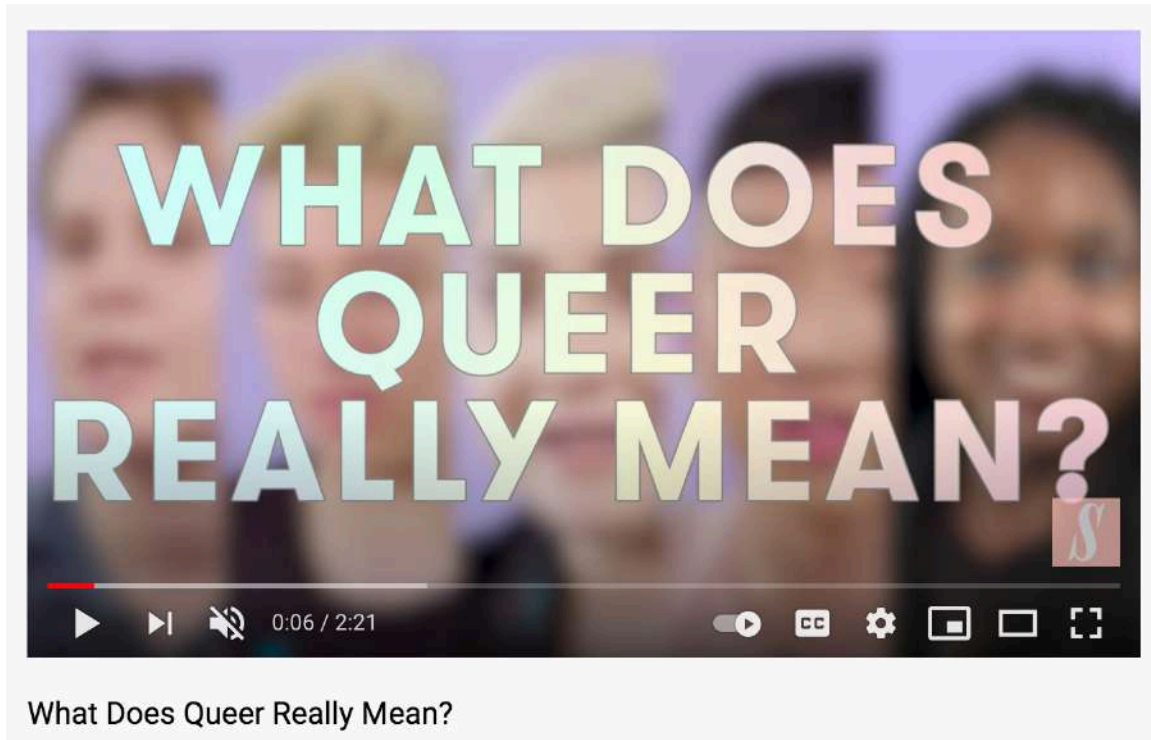 WHAT DOES
QUEER
REALLY MEAN?
S
0:06 / 2:21
CC
What Does Queer Really Mean?